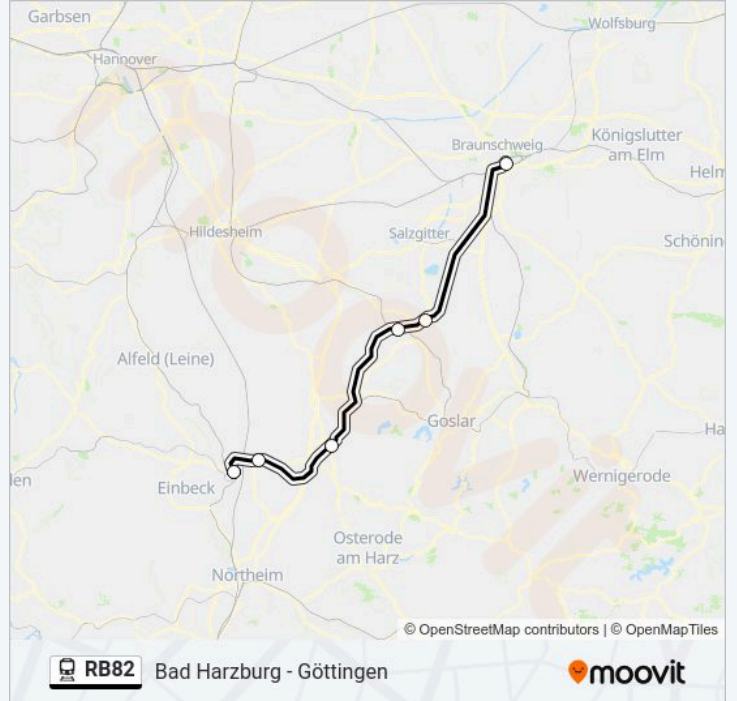 Garbsen
Wolfsburg
Hannover
Braunschweig
Königslutter
am Elm
Helm
Hildesheim
Salzgitter
Schönin
Alfeld (Leine)
Goslar
Ha
len
Einbeck
Wernigerode
Osterode
am Harz
Northeim
© OpenStreetMap contributors | © OpenMapTiles
RB82 Bad Harzburg - Göttingen
moovit
moovit